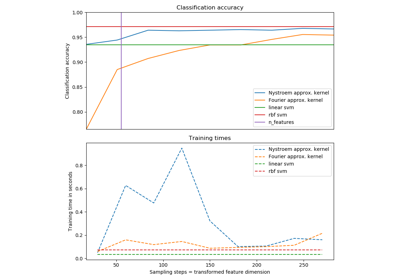 Classification accuracy
1.00
0.95
0.90
0.85
0.80
Classification accuracy
Nystroem approx. kernel
Fourier approx. kernel
linear svm
rbf svm
n_features
Training times
0.8
0.6
0.4
0.2
0.0
Training time in seconds
Nystroem approx. kernel
Fourier approx. kernel
linear svm
rbf svm
50
100
150
200
250
Sampling steps = transformed feature dimension